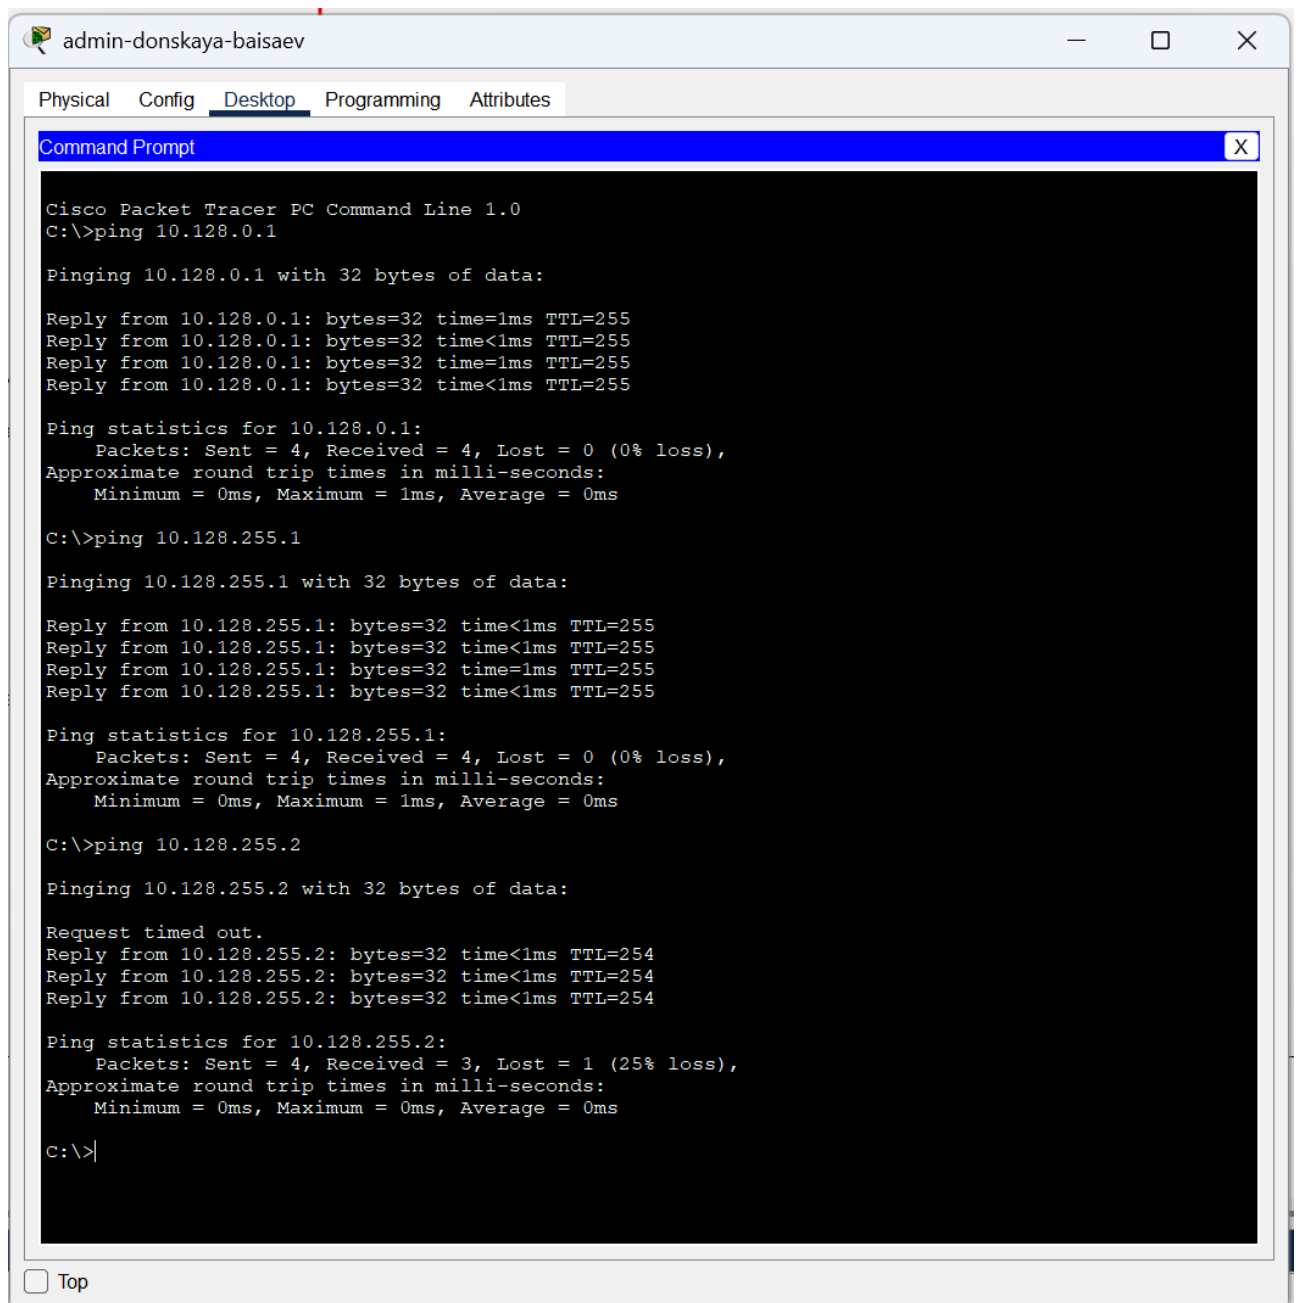 admin-donskaya-baisaev
Physical Config Desktop Programming Attributes
Command Prompt X
Cisco Packet Tracer PC Command Line 1.0
C:\>ping 10.128.0.1
Pinging 10.128.0.1 with 32 bytes of data:
Reply from 10.128.0.1: bytes=32 time=1ms TTL=255
Reply from 10.128.0.1: bytes=32 time<1ms TTL=255
Reply from 10.128.0.1: bytes=32 time=1ms TTL=255
Reply from 10.128.0.1: bytes=32 time<1ms TTL=255
Ping statistics for 10.128.0.1:
    Packets: Sent = 4, Received = 4, Lost = 0 (0% loss),
Approximate round trip times in milli-seconds:
    Minimum = 0ms, Maximum = 1ms, Average = 0ms
C:\>ping 10.128.255.1
Pinging 10.128.255.1 with 32 bytes of data:
Reply from 10.128.255.1: bytes=32 time<1ms TTL=255
Reply from 10.128.255.1: bytes=32 time<1ms TTL=255
Reply from 10.128.255.1: bytes=32 time=1ms TTL=255
Reply from 10.128.255.1: bytes=32 time<1ms TTL=255
Ping statistics for 10.128.255.1:
    Packets: Sent = 4, Received = 4, Lost = 0 (0% loss),
Approximate round trip times in milli-seconds:
    Minimum = 0ms, Maximum = 1ms, Average = 0ms
C:\>ping 10.128.255.2
Pinging 10.128.255.2 with 32 bytes of data:
Request timed out.
Reply from 10.128.255.2: bytes=32 time<1ms TTL=254
Reply from 10.128.255.2: bytes=32 time<1ms TTL=254
Reply from 10.128.255.2: bytes=32 time<1ms TTL=254
Ping statistics for 10.128.255.2:
    Packets: Sent = 4, Received = 3, Lost = 1 (25% loss),
Approximate round trip times in milli-seconds:
    Minimum = 0ms, Maximum = 0ms, Average = 0ms
C:\>
Top